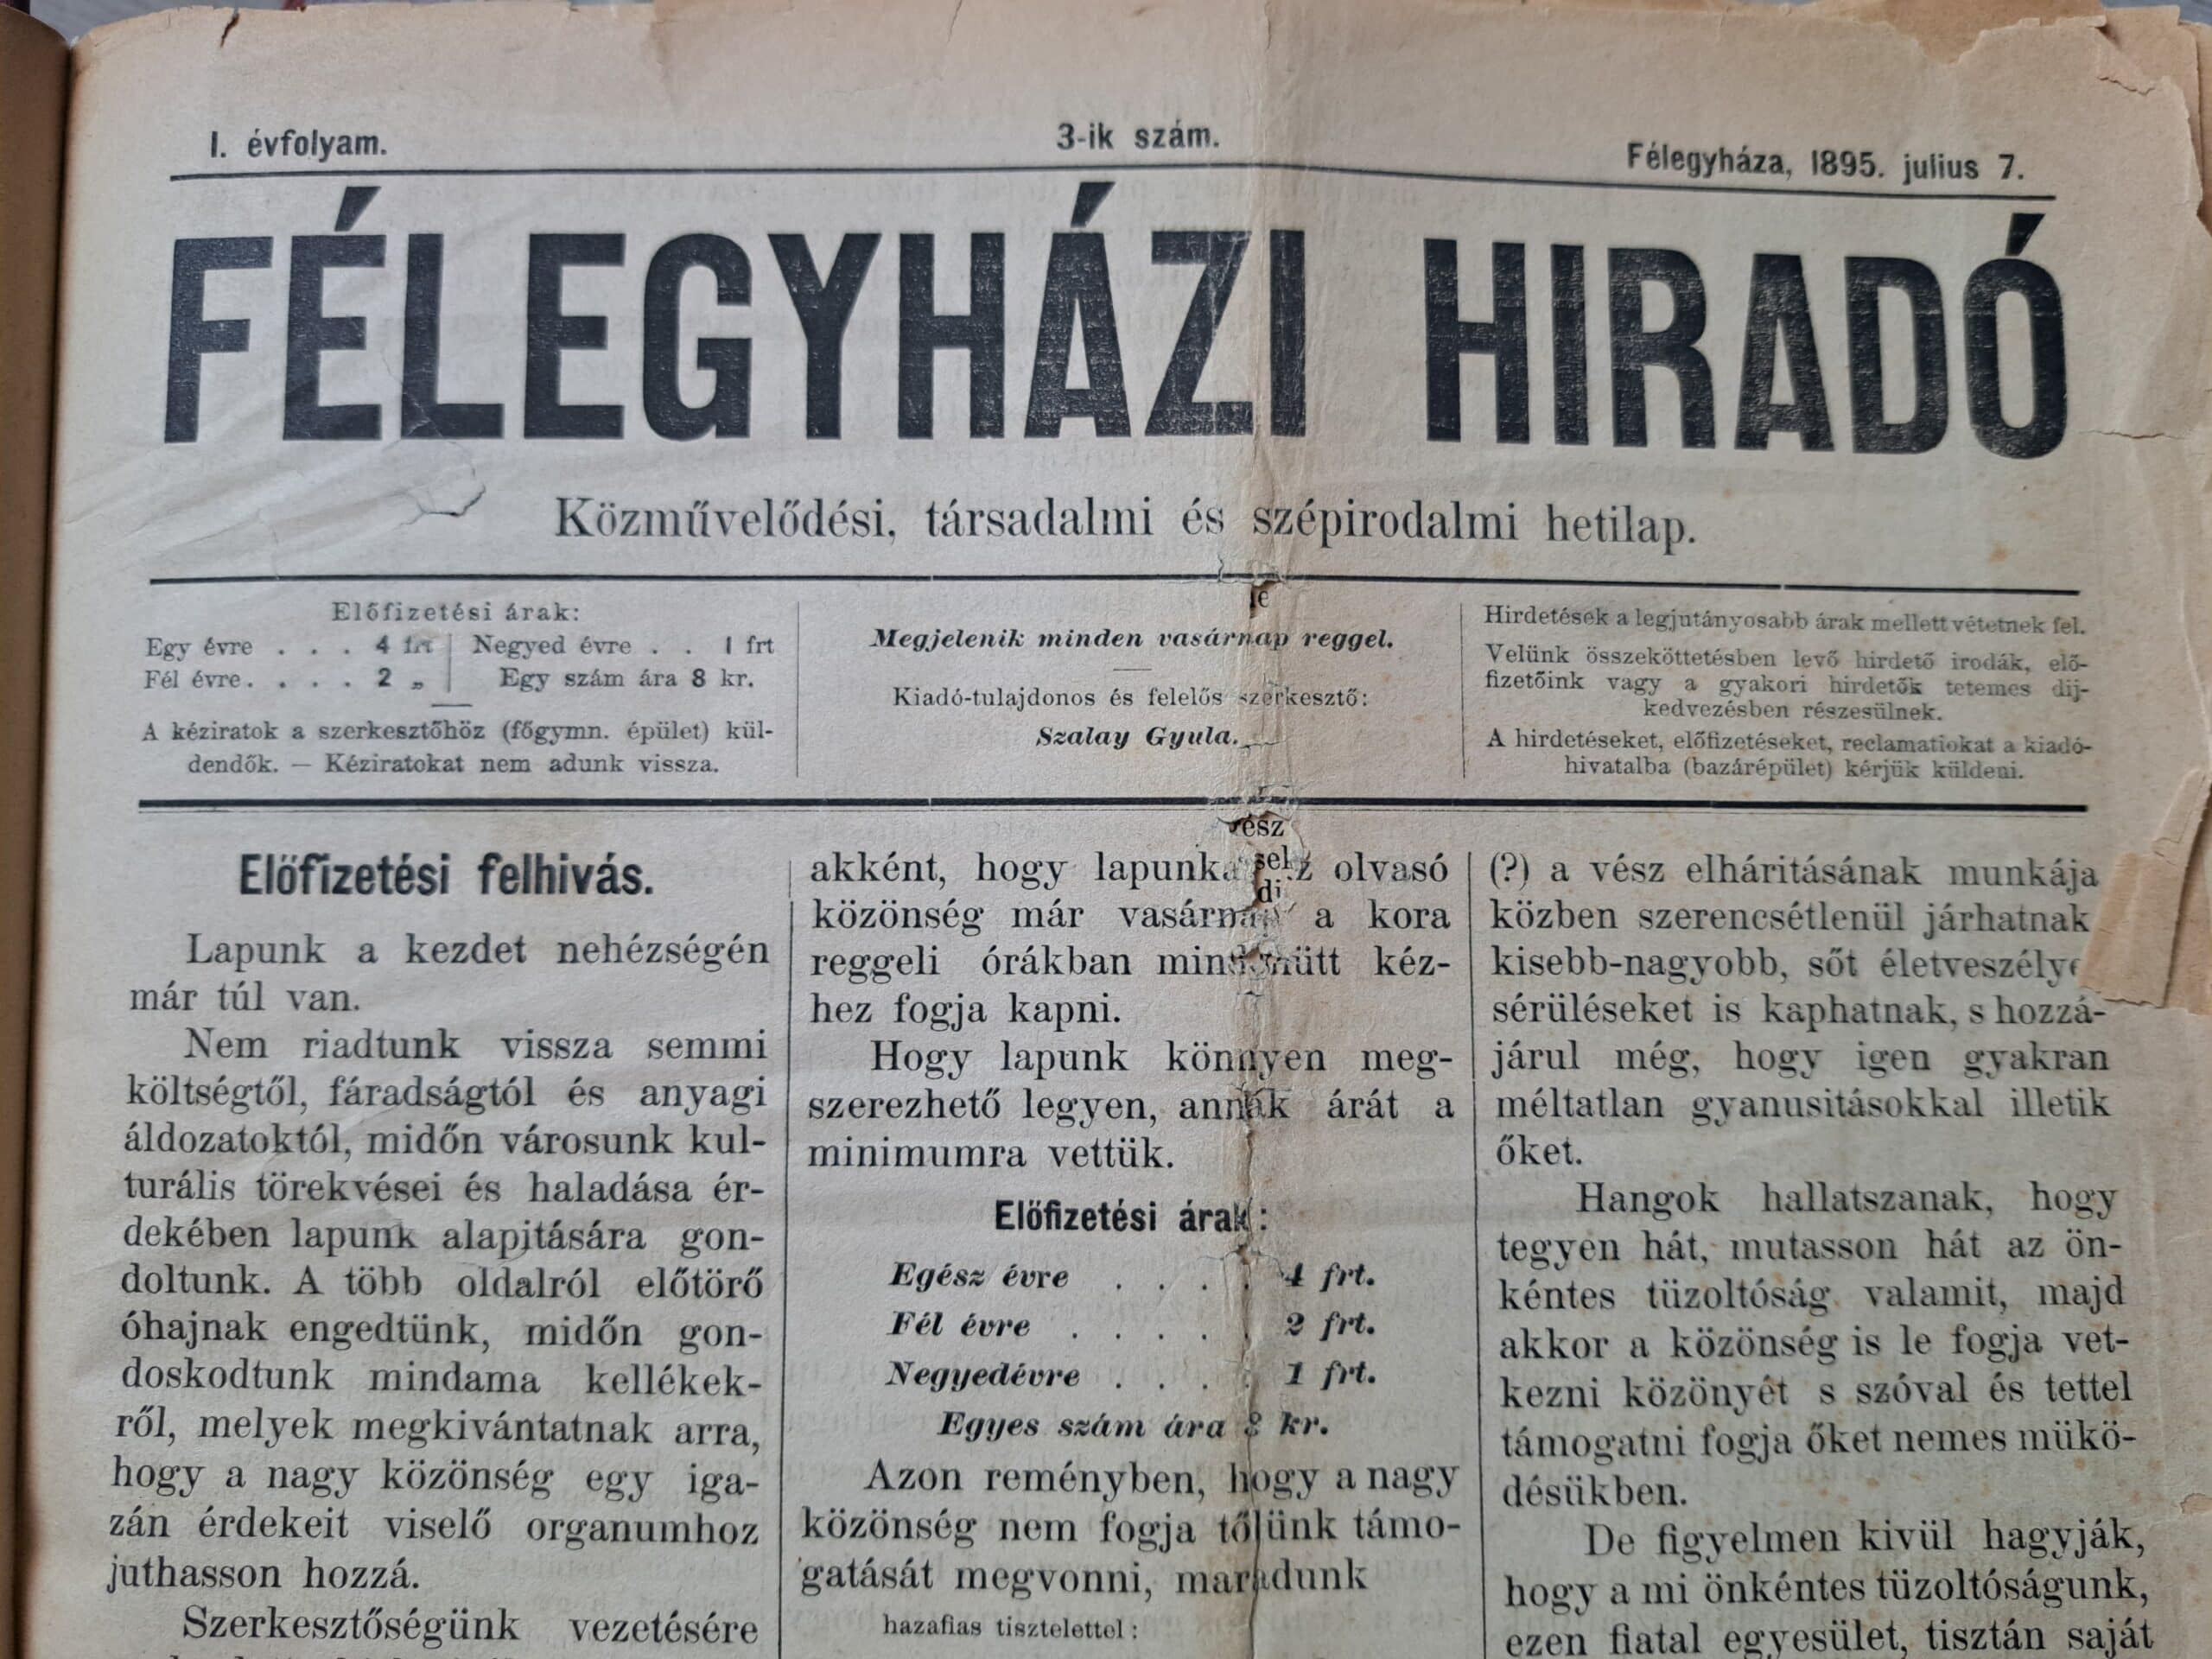 I. évfolyam.
3-ik szám.
Félegyháza, 1895. julius 7.
FÉLEGYHÁZI HIRADÓ
Közművelődési, társadalmi és szépirodalmi hetilap.
Előfizetési árak:
Egy évre . . . 4 frt
Fél évre. . . . 2 „
Negyed évre . . 1 frt
Egy szám ára 8 kr.
A kéziratok a szerkesztőhöz (főgymn. épület) kül-
dendők. — Kéziratokat nem adunk vissza.
Megjelenik minden vasárnap reggel.
Kiadó-tulajdonos és felelős szerkesztő:
Szalay Gyula.
Hirdetések a legjutányosabb árak mellett vétetnek fel.
Velünk összeköttetésben levő hirdető irodák, elő-
fizetőink vagy a gyakori hirdetők tetemes dij-
kedvezésben részesülnek.
A hirdetéseket, előfizetéseket, reclamatiokat a kiadó-
hivatalba (bazárépület) kérjük küldeni.
Előfizetési felhivás.
Lapunk a kezdet nehézségén
már túl van.
Nem riadtunk vissza semmi
költségtől, fáradságtól és anyagi
áldozatoktól, midőn városunk kul-
turális törekvései és haladása ér-
dekében lapunk alapitására gon-
doltunk. A több oldalról előtörő
óhajnak engedtünk, midőn gon-
doskodtunk mindama kellékek-
ről, melyek megkivántatnak arra,
hogy a nagy közönség egy iga-
zán érdekeit viselő organumhoz
juthasson hozzá.
Szerkesztőségünk vezetésére
akként, hogy olvasó
közönség már vasárnap a kora
reggeli órákban mindenütt kéz-
hez fogja kapni.
Hogy lapunk könnyen meg-
szerezhető legyen, annak árát a
minimumra vettük.
Előfizetési árak:
Egész évre . . . . 4 frt.
Fél évre . . . . . 2 frt.
Negyedévre . . . . 1 frt.
Egyes szám ára 8 kr.
Azon reményben, hogy a nagy
közönség nem fogja tőlünk támo-
gatását megvonni, maradunk
hazafias tisztelettel:
(?) a vész elháritásának munkája
közben szerencsétlenül járhatnak
kisebb-nagyobb, sőt
sérüléseket is kaphatnak, s hozzá-
járul még, hogy igen gyakran
méltatlan gyanusitásokkal illetik
őket.
Hangok hallatszanak, hogy
tegyen hát, mutasson hát az ön-
kéntes tüzoltóság valamit, majd
akkor a közönség is le fogja vet-
kezni közönyét s szóval és tettel
támogatni fogja őket nemes mükö-
désükben.
De figyelmen kivül hagyják,
hogy a mi önkéntes tüzoltóságunk,
ezen fiatal egyesület, tisztán saját